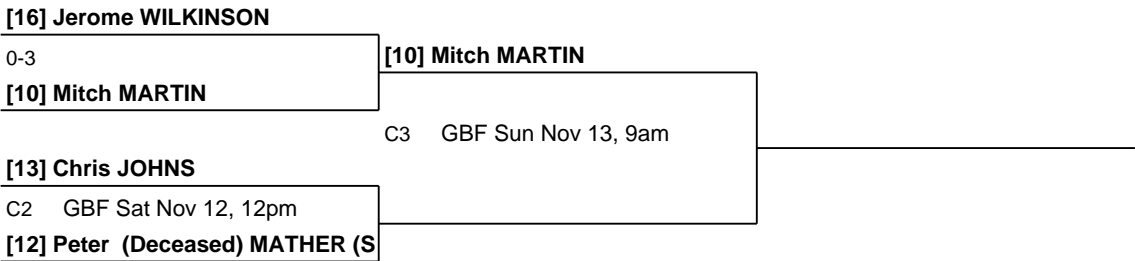 [16] Jerome WILKINSON
0-3
[10] Mitch MARTIN
[10] Mitch MARTIN
C3 GBF Sun Nov 13, 9am
[13] Chris JOHNS
C2 GBF Sat Nov 12, 12pm
[12] Peter (Deceased) MATHER (S